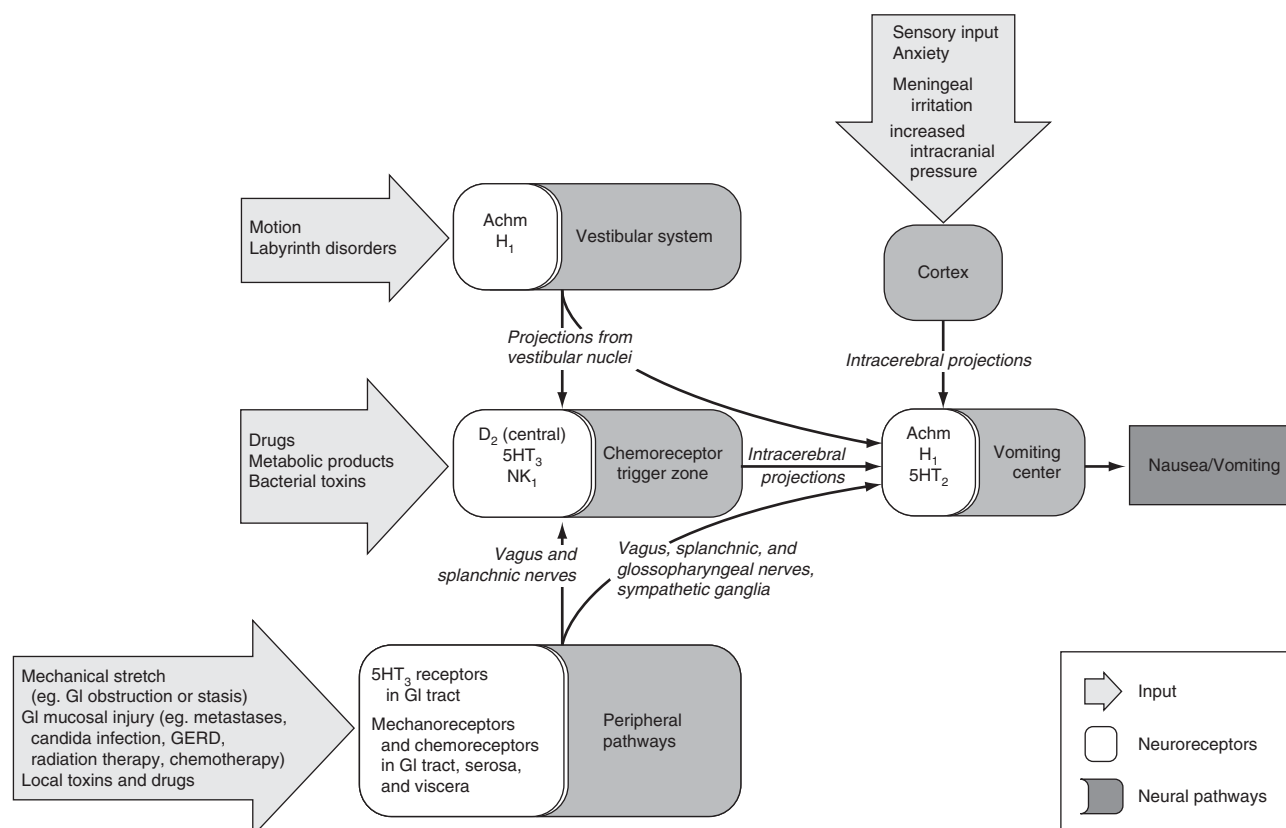 Sensory input
Anxiety
Meningeal
irritation
increased
intracranial
pressure
Motion
Labyrinth disorders
Achm
H₁
Vestibular system
Cortex
Projections from
vestibular nuclei
Intracerebral projections
Drugs
Metabolic products
Bacterial toxins
D₂ (central)
5HT₃
NK₁
Chemoreceptor
trigger zone
Intracerebral
projections
Achm
H₁
5HT₂
Vomiting
center
Nausea/Vomiting
Vagus and
splanchnic nerves
Vagus, splanchnic, and
glossopharyngeal nerves,
sympathetic ganglia
Mechanical stretch
(eg. GI obstruction or stasis)
GI mucosal injury (eg. metastases,
candida infection, GERD,
radiation therapy, chemotherapy)
Local toxins and drugs
5HT₃ receptors
in GI tract
Mechanoreceptors
and chemoreceptors
in GI tract, serosa,
and viscera
Peripheral
pathways
Input
Neuroreceptors
Neural pathways